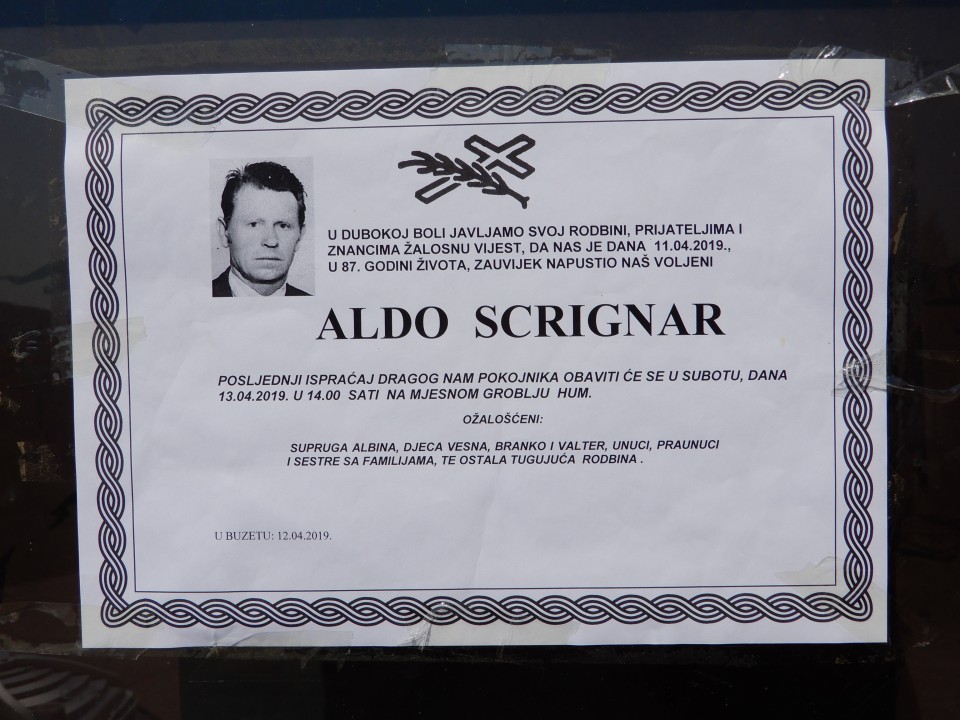 U DUBOKOJ BOLI JAVLJAMO SVOJ RODBINI, PRIJATELJIMA I
ZNANCIMA ŽALOSNU VIJEST, DA NAS JE DANA 11.04.2019.,
U 87. GODINI ŽIVOTA, ZAUVIJEK NAPUSTIO NAŠ VOLJENI
ALDO SCRIGNAR
POSLJEDNJI ISPRAĆAJ DRAGOG NAM POKOJNIKA OBAVITI ĆE SE U SUBOTU, DANA
13.04.2019. U 14.00 SATI NA MJESNOM GROBLJU HUM.
OŽALOŠĆENI:
SUPRUGA ALBINA, DJECA VESNA, BRANKO I VALTER, UNUCI, PRAUNUCI
I SESTRE SA FAMILIJAMA, TE OSTALA TUGUJUĆA RODBINA .
U BUZETU: 12.04.2019.